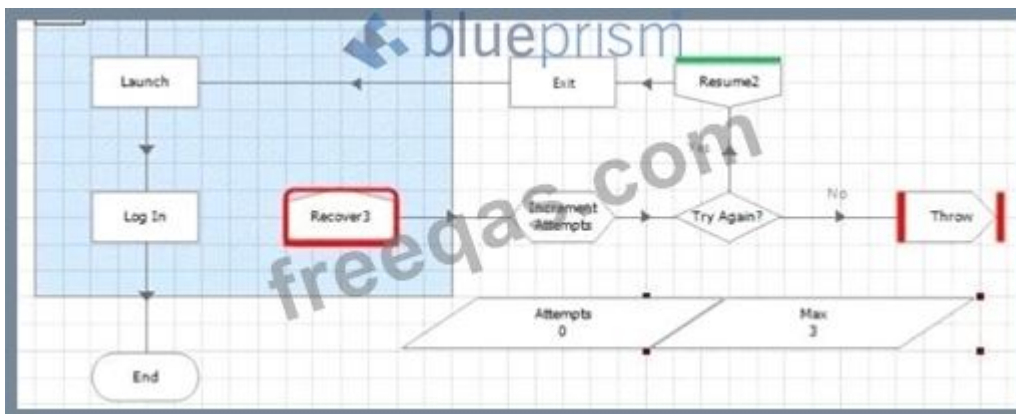 blueprism
Launch
Exit
Resume2
Yes
Log In
Recover3
Increment
Attempts
Try Again?
No
Throw
freeqas.com
Attempts
0
Max
3
End